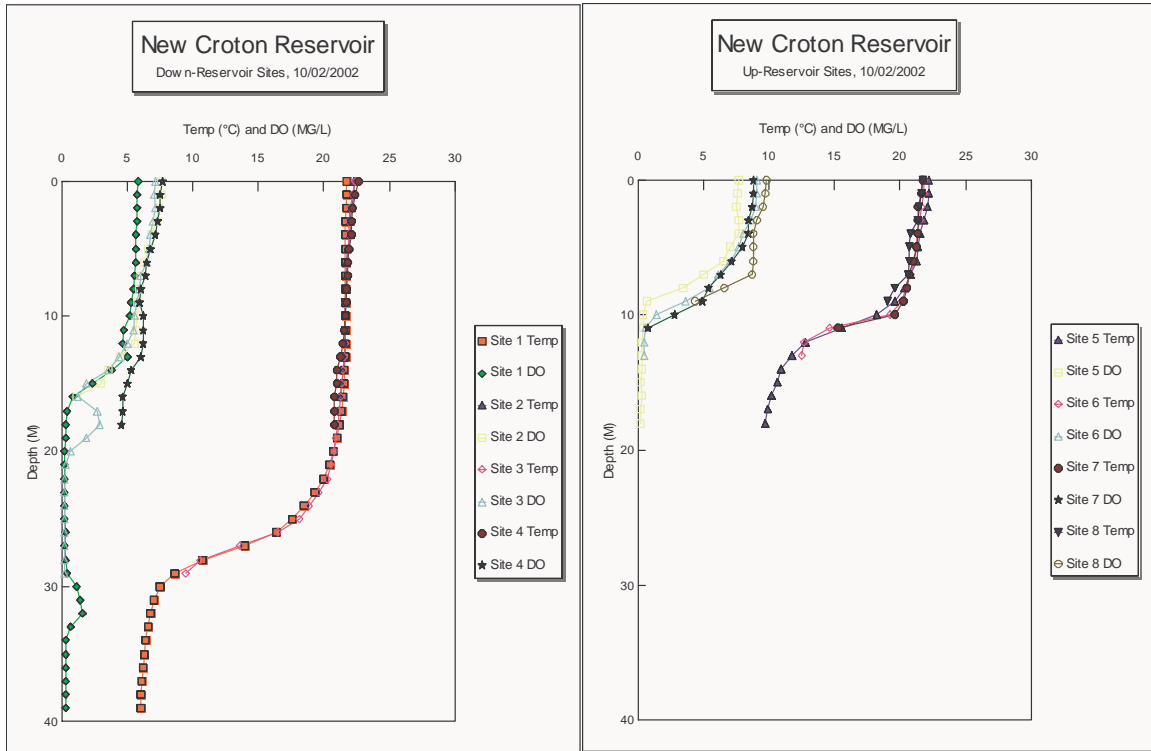 New Croton Reservoir
Down-Reservoir Sites, 10/02/2002
Temp (°C) and DO (MG/L)
0 5 10 15 20 25 30
0
10
20
30
40
Depth (M)
Site 1 Temp
Site 1 DO
Site 2 Temp
Site 2 DO
Site 3 Temp
Site 3 DO
Site 4 Temp
Site 4 DO
New Croton Reservoir
Up-Reservoir Sites, 10/02/2002
Temp (°C) and DO (MG/L)
0 5 10 15 20 25 30
0
10
20
30
40
Depth (M)
Site 5 Temp
Site 5 DO
Site 6 Temp
Site 6 DO
Site 7 Temp
Site 7 DO
Site 8 Temp
Site 8 DO